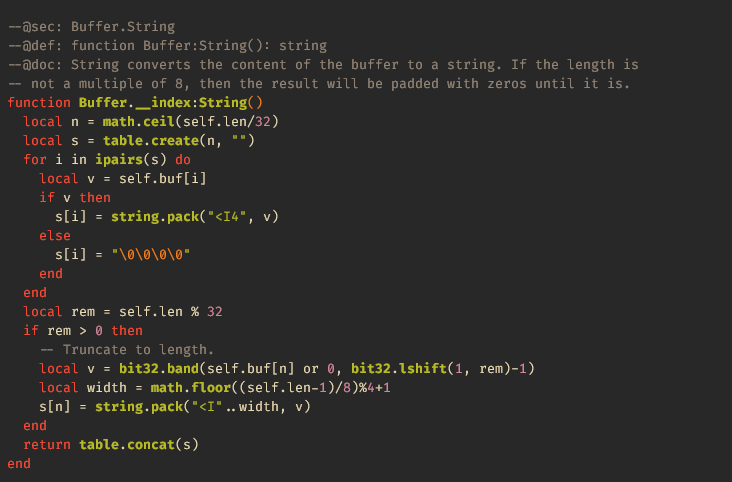 --@sec: Buffer.String
--@def: function Buffer:String(): string
--@doc: String converts the content of the buffer to a string. If the length is
-- not a multiple of 8, then the result will be padded with zeros until it is.
function Buffer.__index:String()
  local n = math.ceil(self.len/32)
  local s = table.create(n, "")
  for i in ipairs(s) do
    local v = self.buf[i]
    if v then
      s[i] = string.pack("<I4", v)
    else
      s[i] = "\0\0\0\0"
    end
  end
  local rem = self.len % 32
  if rem > 0 then
    -- Truncate to length.
    local v = bit32.band(self.buf[n] or 0, bit32.lshift(1, rem)-1)
    local width = math.floor((self.len-1)/8)%4+1
    s[n] = string.pack("<I"..width, v)
  end
  return table.concat(s)
end